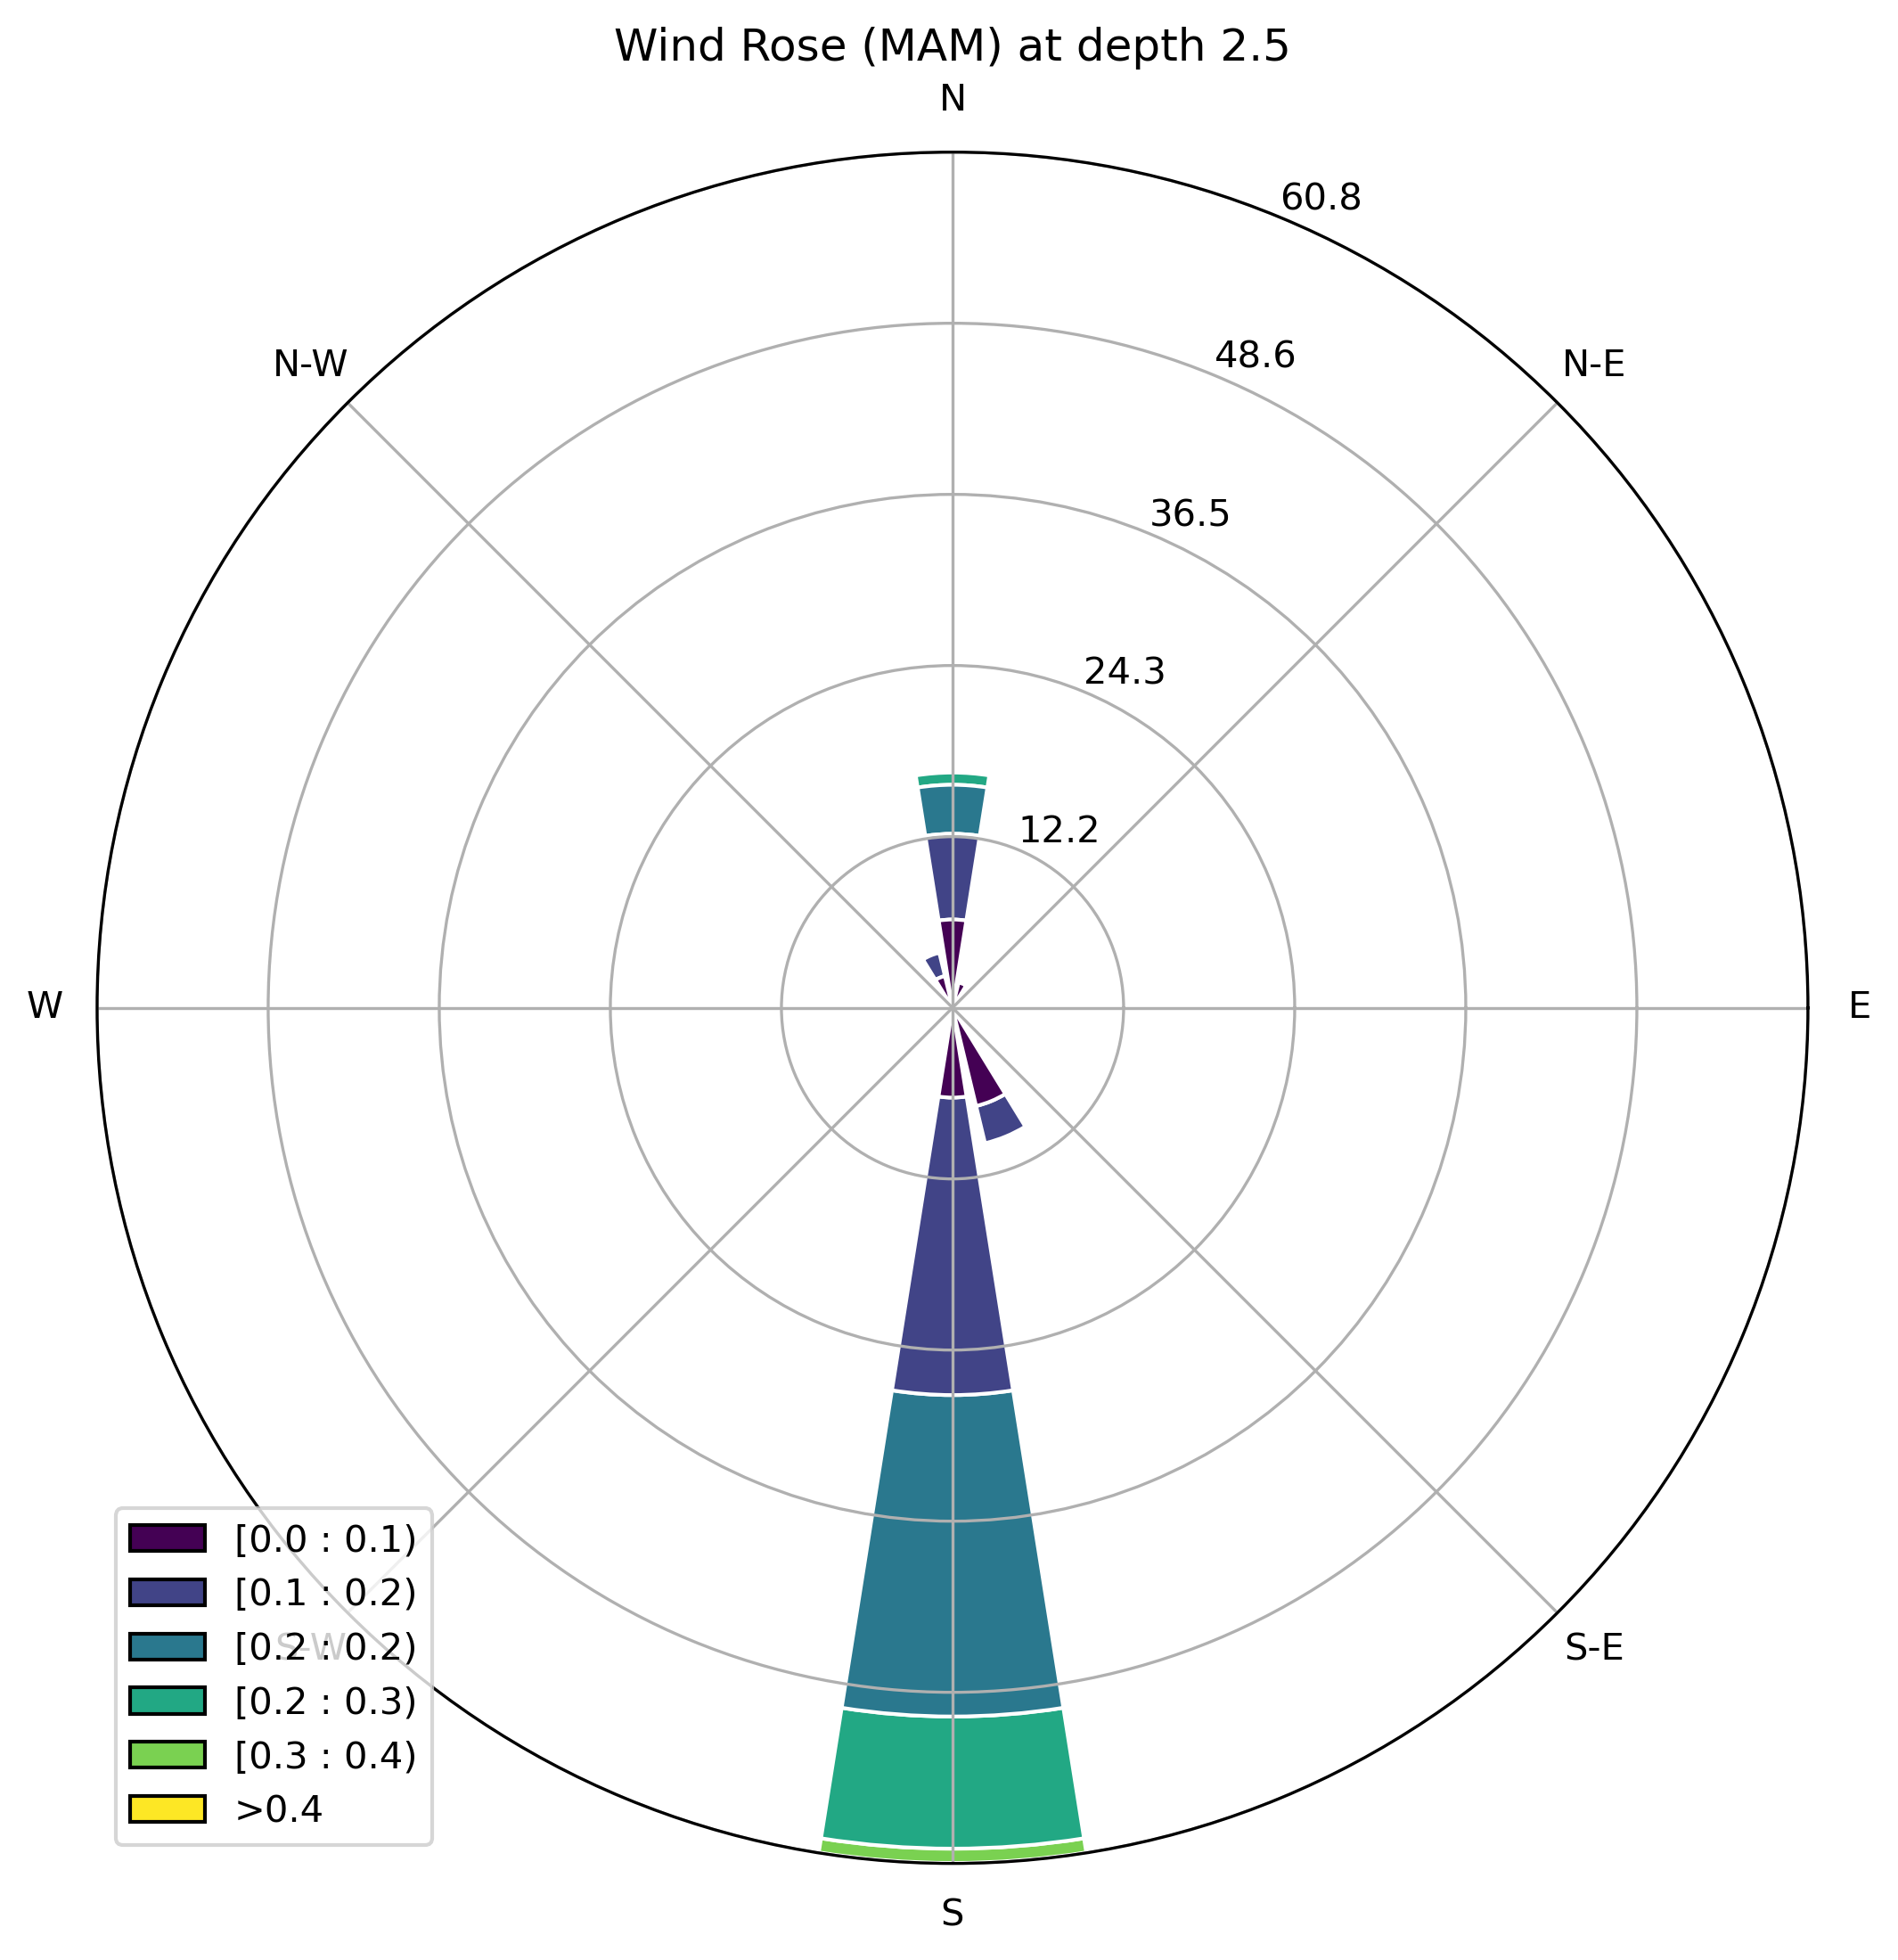 Wind Rose (MAM) at depth 2.5
N
60.8
N-W
48.6
N-E
36.5
24.3
12.2
W
E
[0.0 : 0.1)
[0.1 : 0.2)
S-W
[0.2 : 0.2)
S-E
[0.2 : 0.3)
[0.3 : 0.4)
>0.4
S